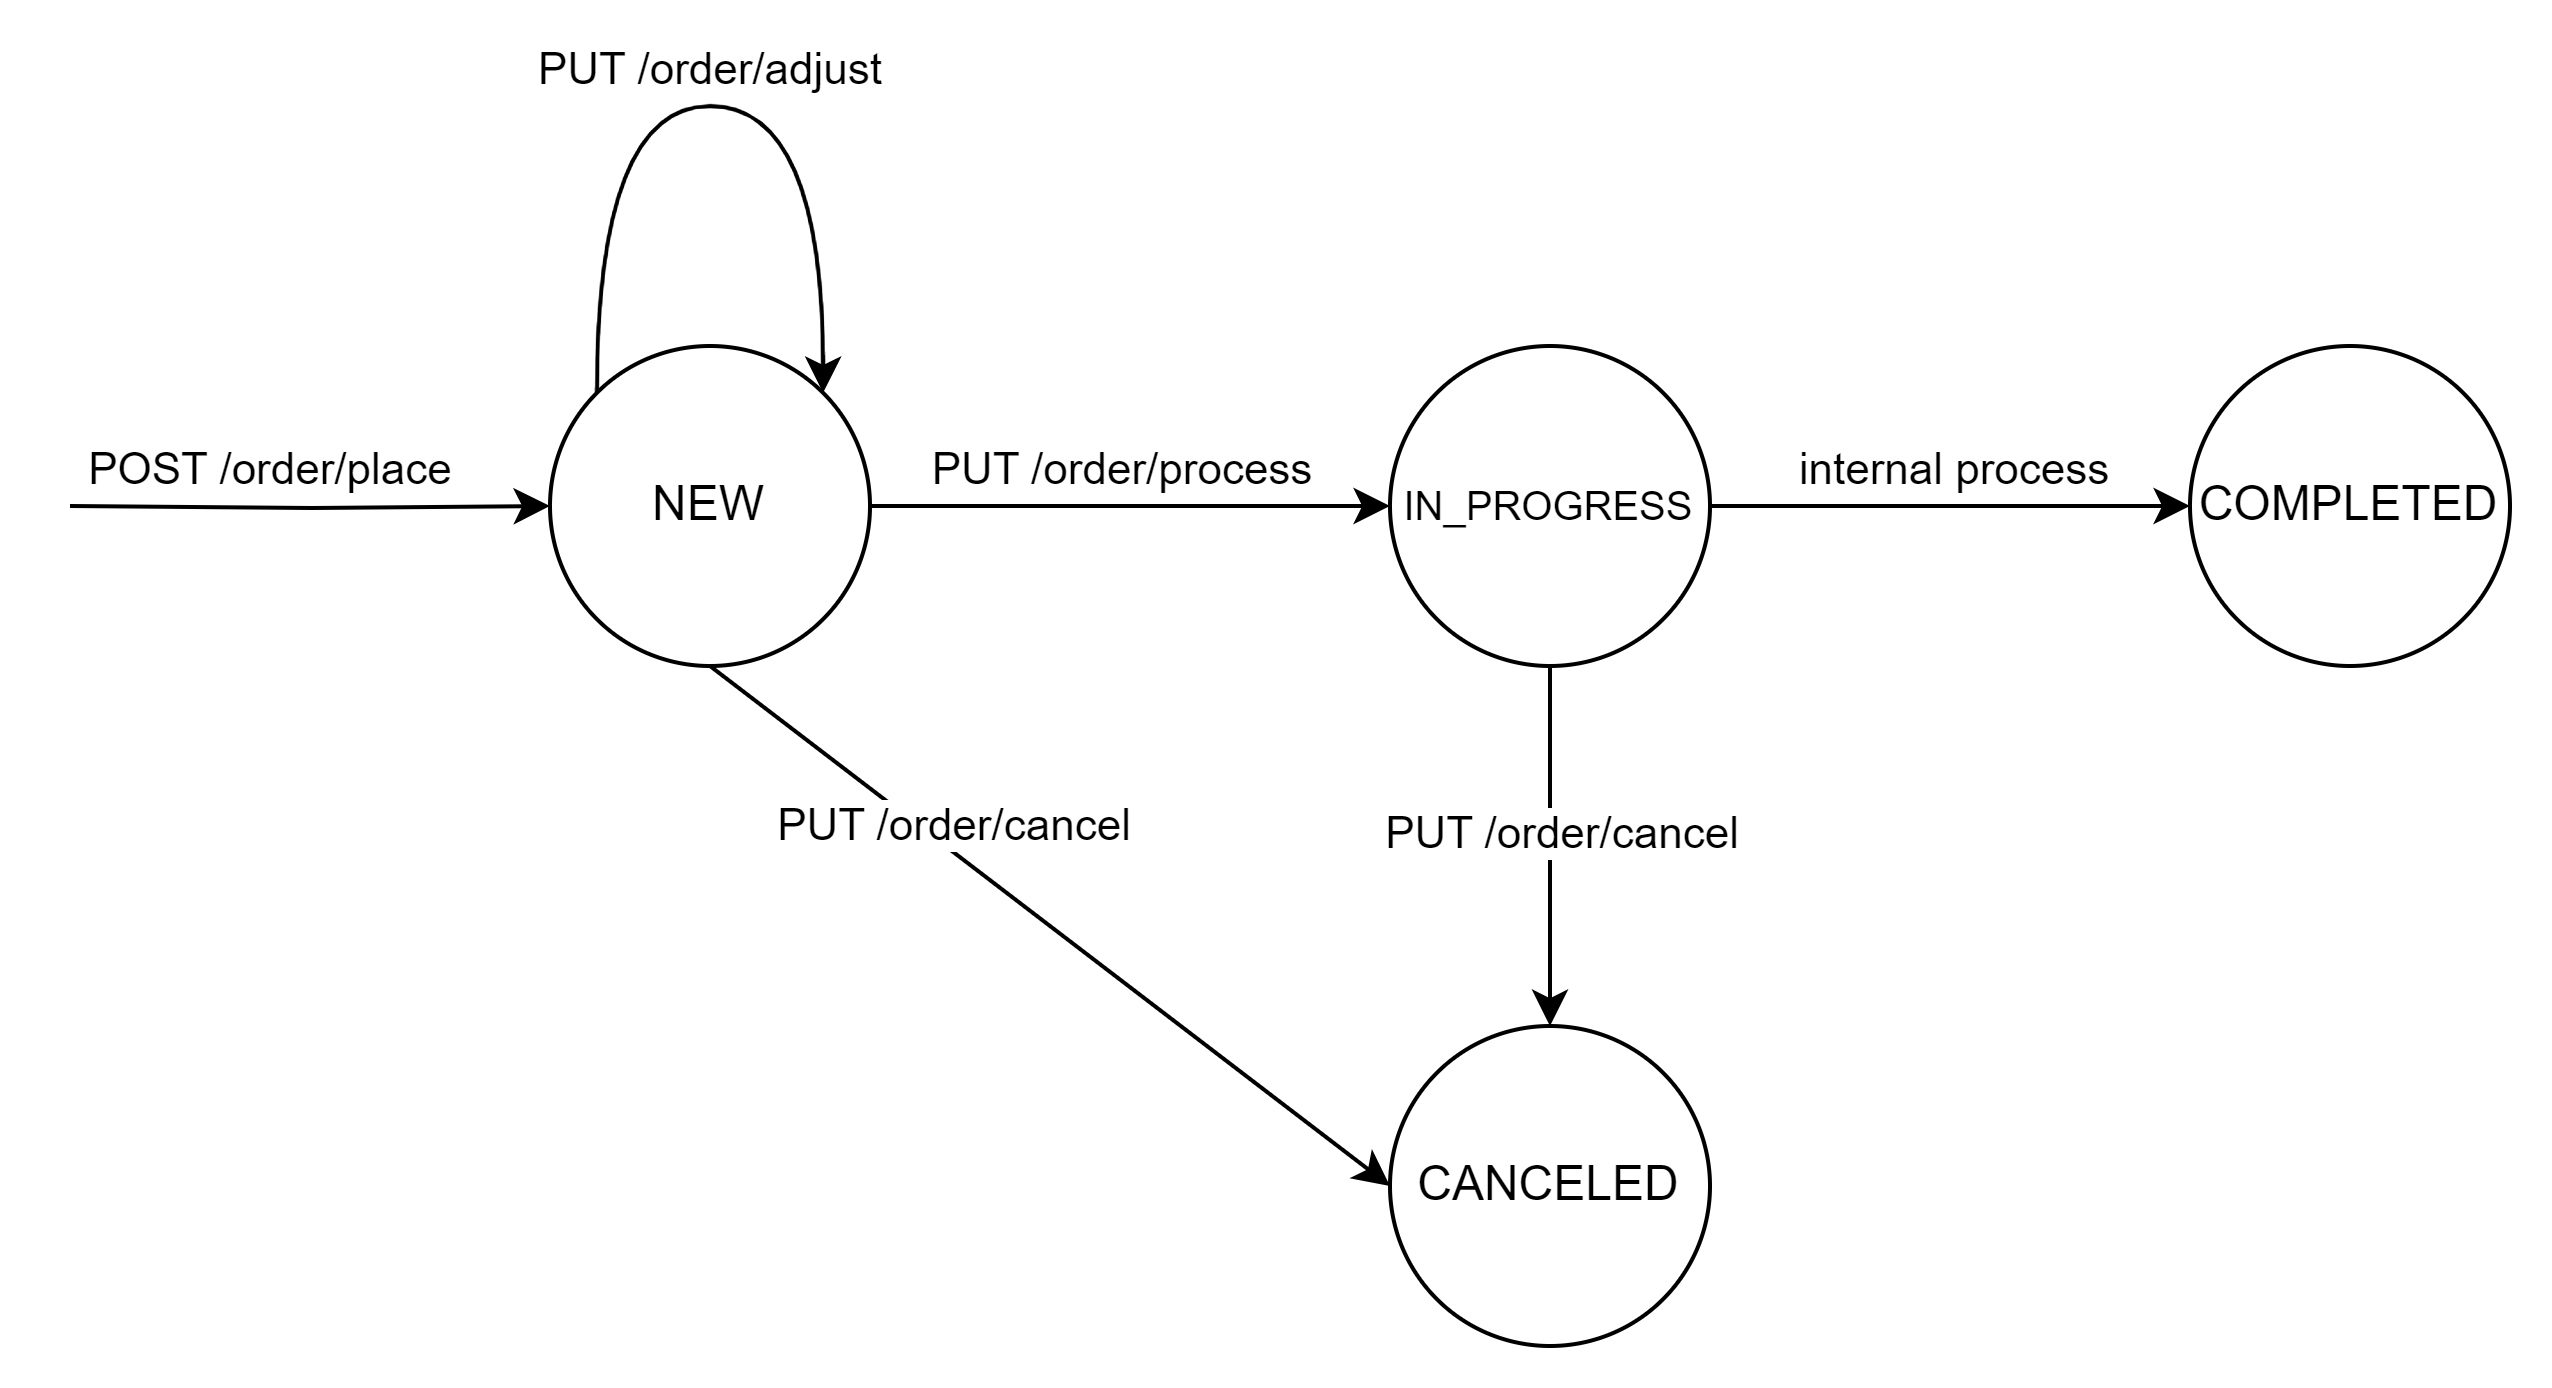 PUT /order/adjust
POST /order/place
NEW
PUT /order/process
IN_PROGRESS
internal process
COMPLETED
PUT /order/cancel
PUT /order/cancel
CANCELED